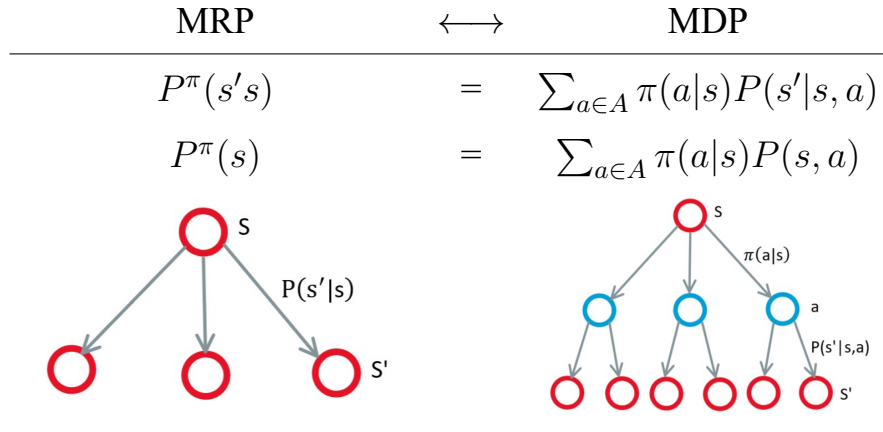 MRP ⟷ MDP
P^π(s′s) = ∑_{a∈A} π(a|s)P(s′|s, a)
P^π(s) = ∑_{a∈A} π(a|s)P(s, a)
S
P(s′|s)
S'
S
π(a|s)
a
P(s'|s,a)
S'